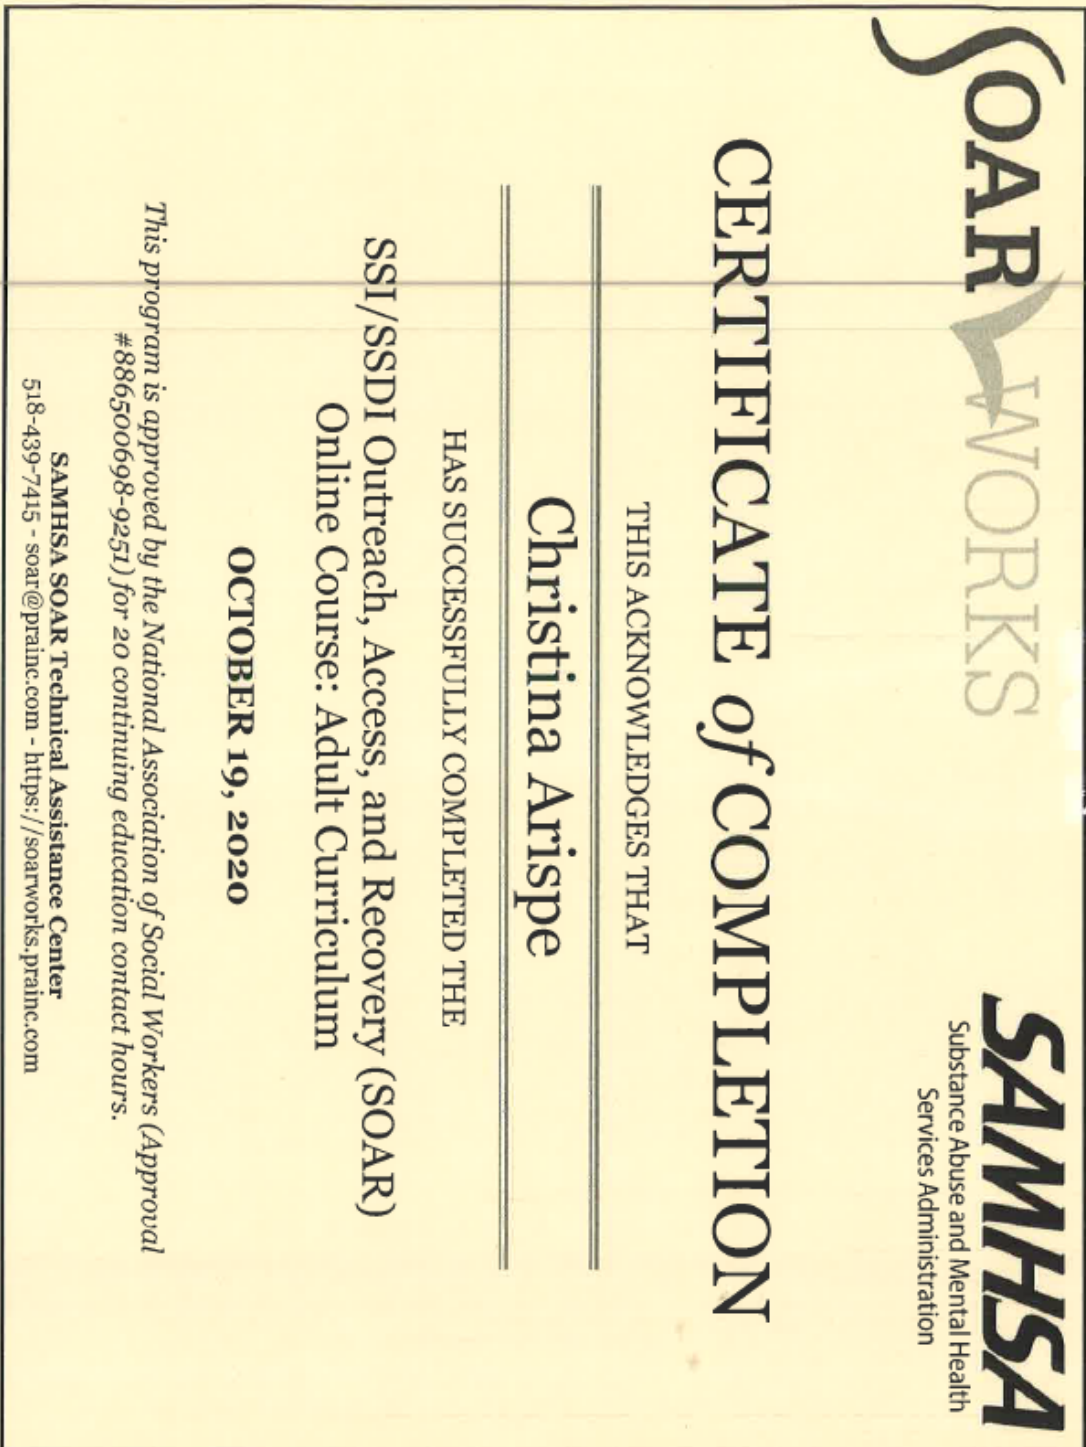 SOAR WORKS
SAMHSA
Substance Abuse and Mental Health
Services Administration
CERTIFICATE of COMPLETION
THIS ACKNOWLEDGES THAT
Christina Arispe
HAS SUCCESSFULLY COMPLETED THE
SSI/SSDI Outreach, Access, and Recovery (SOAR)
Online Course: Adult Curriculum
OCTOBER 19, 2020
This program is approved by the National Association of Social Workers (Approval
#886500698-9251) for 20 continuing education contact hours.
SAMHSA SOAR Technical Assistance Center
518-439-7415 - soar@prainc.com - https://soarworks.prainc.com